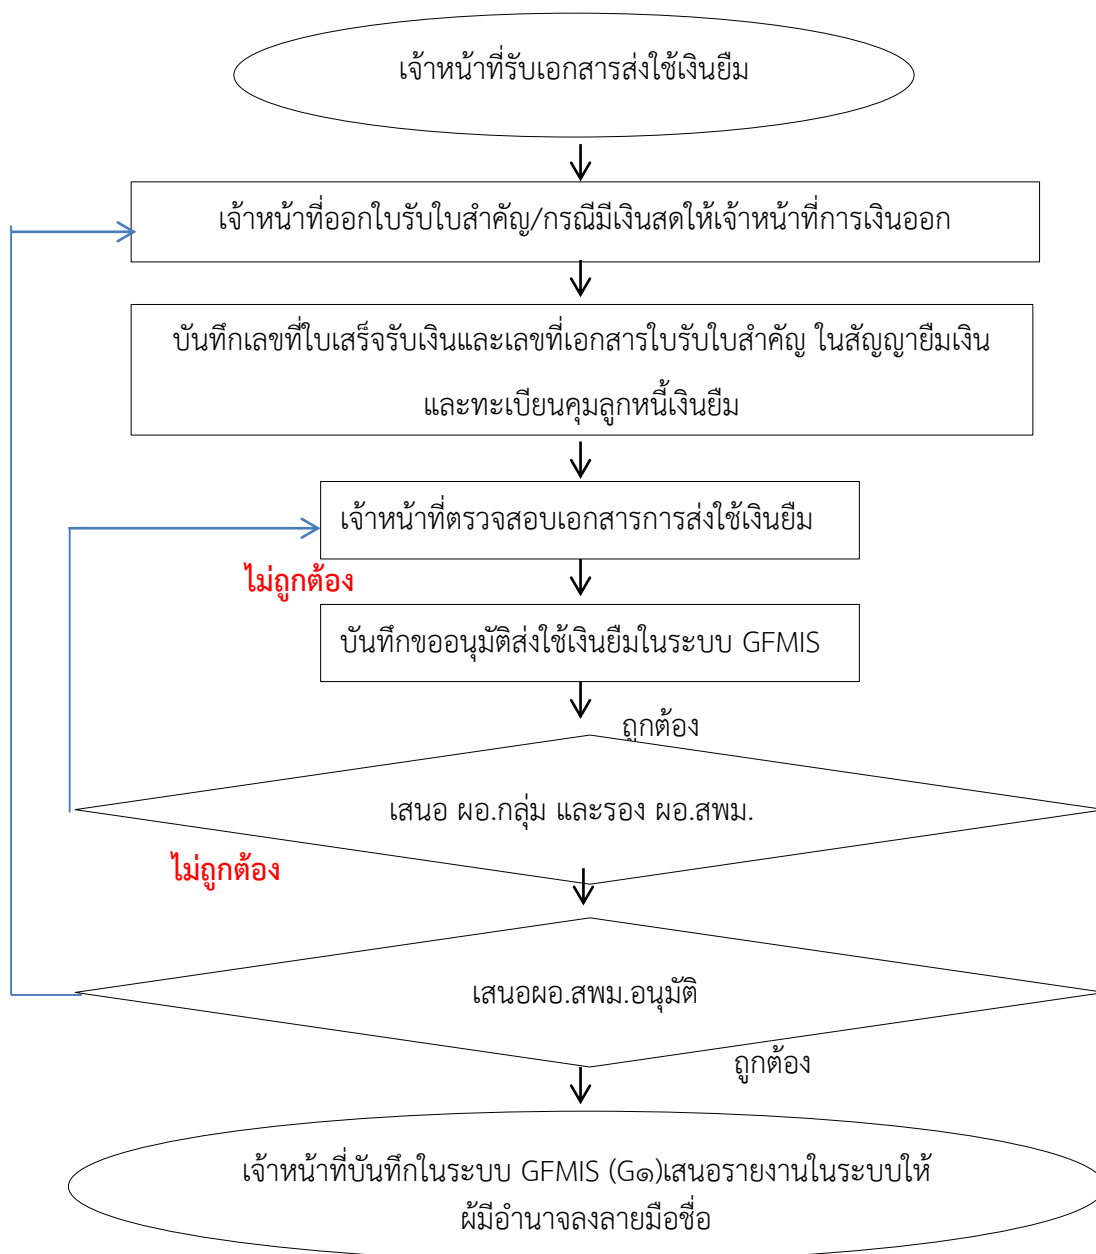 เจ้าหน้าที่รับเอกสารส่งใช้เงินยืม
เจ้าหน้าที่ออกใบรับใบสำคัญ/กรณีมีเงินสดให้เจ้าหน้าที่การเงินออก
บันทึกเลขที่ใบเสร็จรับเงินและเลขที่เอกสารใบรับใบสำคัญ ในสัญญายืมเงิน
และทะเบียนคุมลูกหนี้เงินยืม
เจ้าหน้าที่ตรวจสอบเอกสารการส่งใช้เงินยืม
ไม่ถูกต้อง
บันทึกขออนุมัติส่งใช้เงินยืมในระบบ GFMIS
ถูกต้อง
เสนอ ผอ.กลุ่ม และรอง ผอ.สพม.
ไม่ถูกต้อง
เสนอผอ.สพม.อนุมัติ
ถูกต้อง
เจ้าหน้าที่บันทึกในระบบ GFMIS (G๑)เสนอรายงานในระบบให้
ผ้มีอำนาจลงลายมือชื่อ